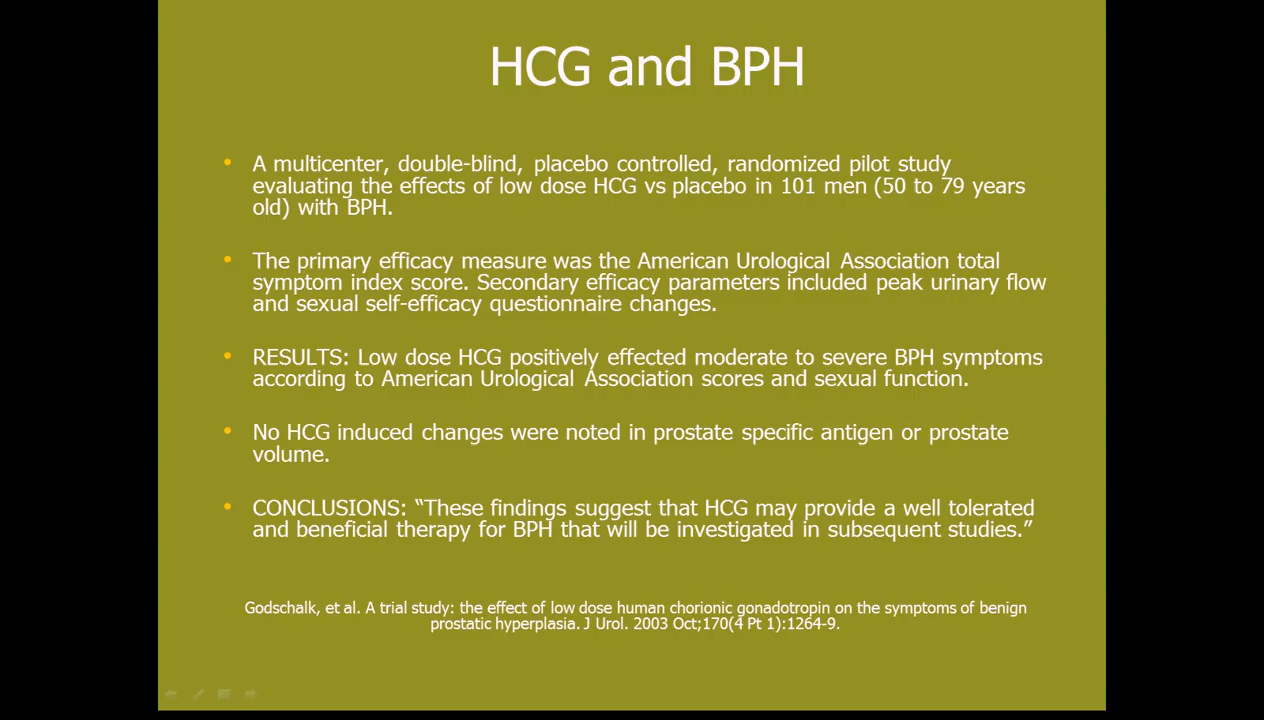 HCG and BPH
• A multicenter, double-blind, placebo controlled, randomized pilot study
evaluating the effects of low dose HCG vs placebo in 101 men (50 to 79 years
old) with BPH.
• The primary efficacy measure was the American Urological Association total
symptom index score. Secondary efficacy parameters included peak urinary flow
and sexual self-efficacy questionnaire changes.
• RESULTS: Low dose HCG positively effected moderate to severe BPH symptoms
according to American Urological Association scores and sexual function.
• No HCG induced changes were noted in prostate specific antigen or prostate
volume.
• CONCLUSIONS: “These findings suggest that HCG may provide a well tolerated
and beneficial therapy for BPH that will be investigated in subsequent studies.”
Godschalk, et al. A trial study: the effect of low dose human chorionic gonadotropin on the symptoms of benign
prostatic hyperplasia. J Urol. 2003 Oct;170(4 Pt 1):1264-9.